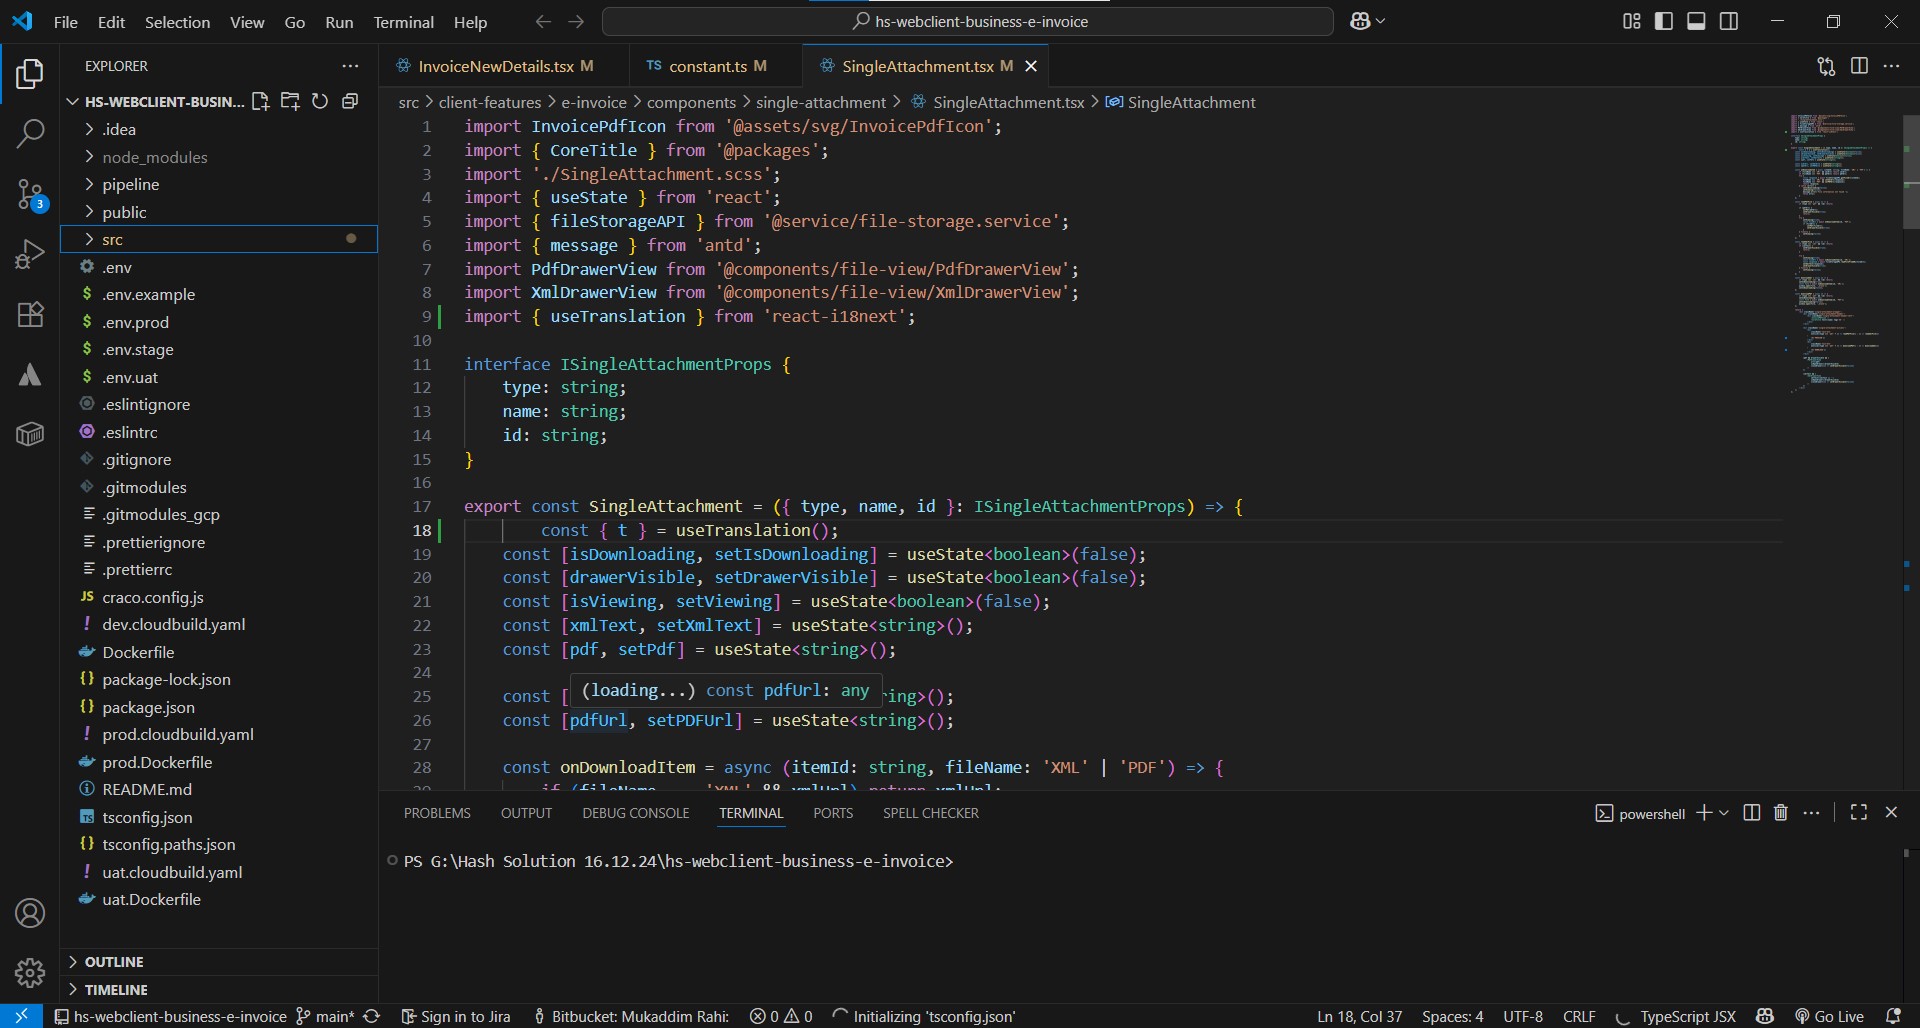 File Edit Selection View Go Run Terminal Help
hs-webclient-business-e-invoice
EXPLORER
HS-WEBCLIENT-BUSIN...
.idea
node_modules
pipeline
public
src
.env
.env.example
.env.prod
.env.stage
.env.uat
.eslintignore
.eslintrc
.gitignore
.gitmodules
.gitmodules_gcp
.prettierignore
.prettierrc
JS craco.config.js
! dev.cloudbuild.yaml
Dockerfile
{} package-lock.json
{} package.json
! prod.cloudbuild.yaml
prod.Dockerfile
README.md
TS tsconfig.json
{} tsconfig.paths.json
! uat.cloudbuild.yaml
uat.Dockerfile
OUTLINE
TIMELINE
3
InvoiceNewDetails.tsx M
TS constant.ts M
SingleAttachment.tsx M
src > client-features > e-invoice > components > single-attachment > SingleAttachment.tsx > SingleAttachment
1 import InvoicePdfIcon from '@assets/svg/InvoicePdfIcon';
2 import { CoreTitle } from '@packages';
3 import './SingleAttachment.scss';
4 import { useState } from 'react';
5 import { fileStorageAPI } from '@service/file-storage.service';
6 import { message } from 'antd';
7 import PdfDrawerView from '@components/file-view/PdfDrawerView';
8 import XmlDrawerView from '@components/file-view/XmlDrawerView';
9 import { useTranslation } from 'react-i18next';
10
11 interface ISingleAttachmentProps {
12 type: string;
13 name: string;
14 id: string;
15 }
16
17 export const SingleAttachment = ({ type, name, id }: ISingleAttachmentProps) => {
18 const { t } = useTranslation();
19 const [isDownloading, setIsDownloading] = useState<boolean>(false);
20 const [drawerVisible, setDrawerVisible] = useState<boolean>(false);
21 const [isViewing, setViewing] = useState<boolean>(false);
22 const [xmlText, setXmlText] = useState<string>();
23 const [pdf, setPdf] = useState<string>();
24
(loading...) const pdfUrl: any
25 const [ ring>();
26 const [pdfUrl, setPDFUrl] = useState<string>();
27
28 const onDownloadItem = async (itemId: string, fileName: 'XML' | 'PDF') => {
PROBLEMS OUTPUT DEBUG CONSOLE TERMINAL PORTS SPELL CHECKER
powershell
PS G:\Hash Solution 16.12.24\hs-webclient-business-e-invoice>
hs-webclient-business-e-invoice main* Sign in to Jira Bitbucket: Mukaddim Rahi: 0 0 Initializing 'tsconfig.json' Ln 18, Col 37 Spaces: 4 UTF-8 CRLF TypeScript JSX Go Live